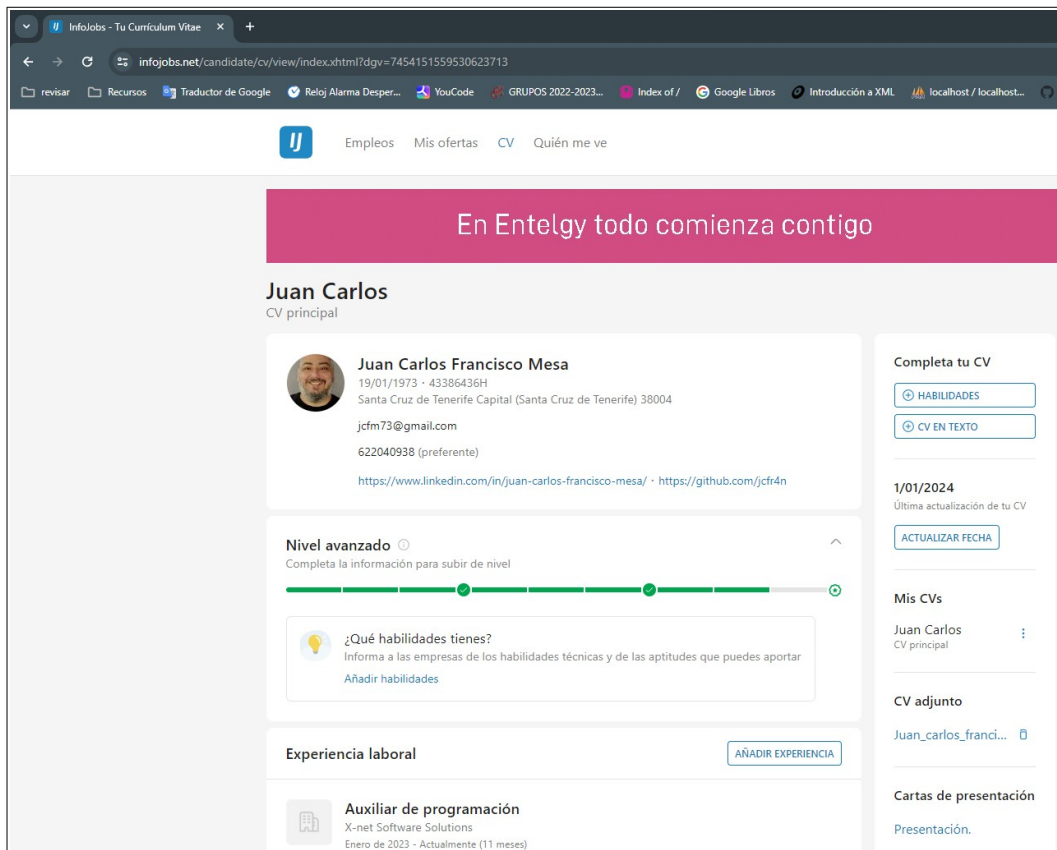 InfoJobs - Tu Currículum Vitae
infojobs.net/candidate/cv/view/index.xhtml?dgv=7454151559530623713
revisar Recursos Traductor de Google Reloj Alarma Desper... YouCode GRUPOS 2022-2023... Index of / Google Libros Introducción a XML localhost / localhost...
IJ Empleos Mis ofertas CV Quién me ve
En Entelgy todo comienza contigo
Juan Carlos
CV principal
Juan Carlos Francisco Mesa
19/01/1973 · 43386436H
Santa Cruz de Tenerife Capital (Santa Cruz de Tenerife) 38004
jcfm73@gmail.com
622040938 (preferente)
https://www.linkedin.com/in/juan-carlos-francisco-mesa/ · https://github.com/jcfr4n
Nivel avanzado
Completa la información para subir de nivel
¿Qué habilidades tienes?
Informa a las empresas de los habilidades técnicas y de las aptitudes que puedes aportar
Añadir habilidades
Experiencia laboral
AÑADIR EXPERIENCIA
Auxiliar de programación
X-net Software Solutions
Enero de 2023 - Actualmente (11 meses)
Completa tu CV
HABILIDADES
CV EN TEXTO
1/01/2024
Última actualización de tu CV
ACTUALIZAR FECHA
Mis CVs
Juan Carlos
CV principal
CV adjunto
Juan_carlos_franci...
Cartas de presentación
Presentación.